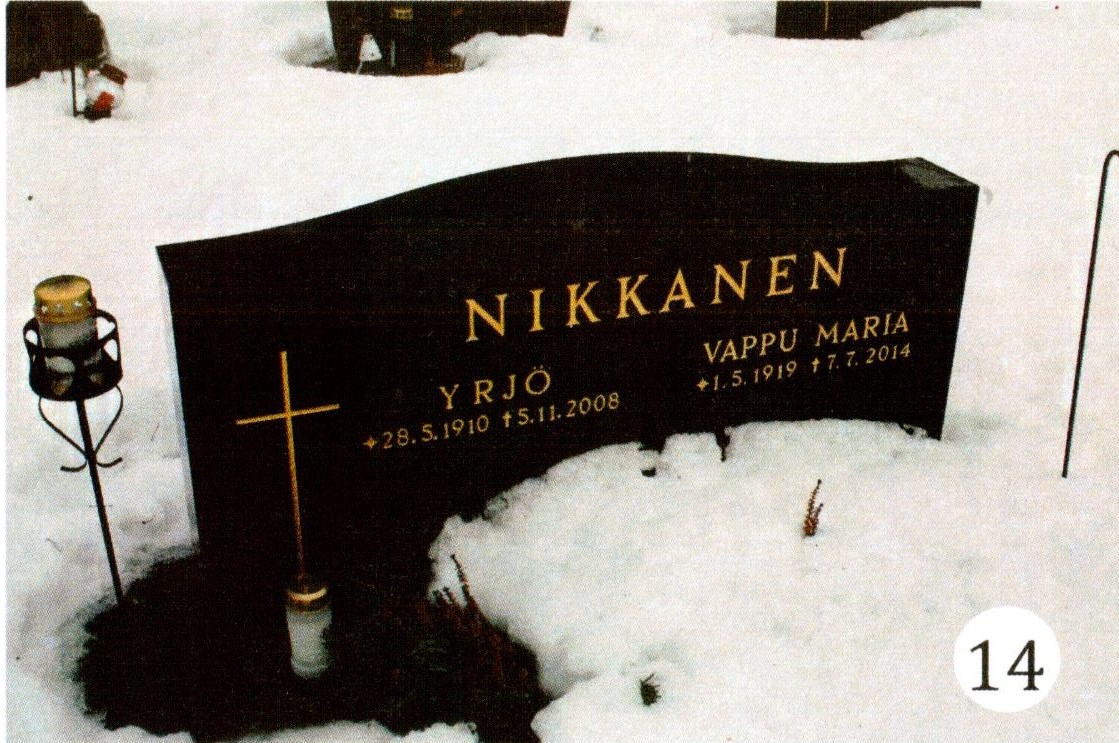 NIKKANEN
YRJÖ
✦28.5.1910 ✝5.11.2008
VAPPU MARIA
✦1.5.1919 ✝7.7.2014
14